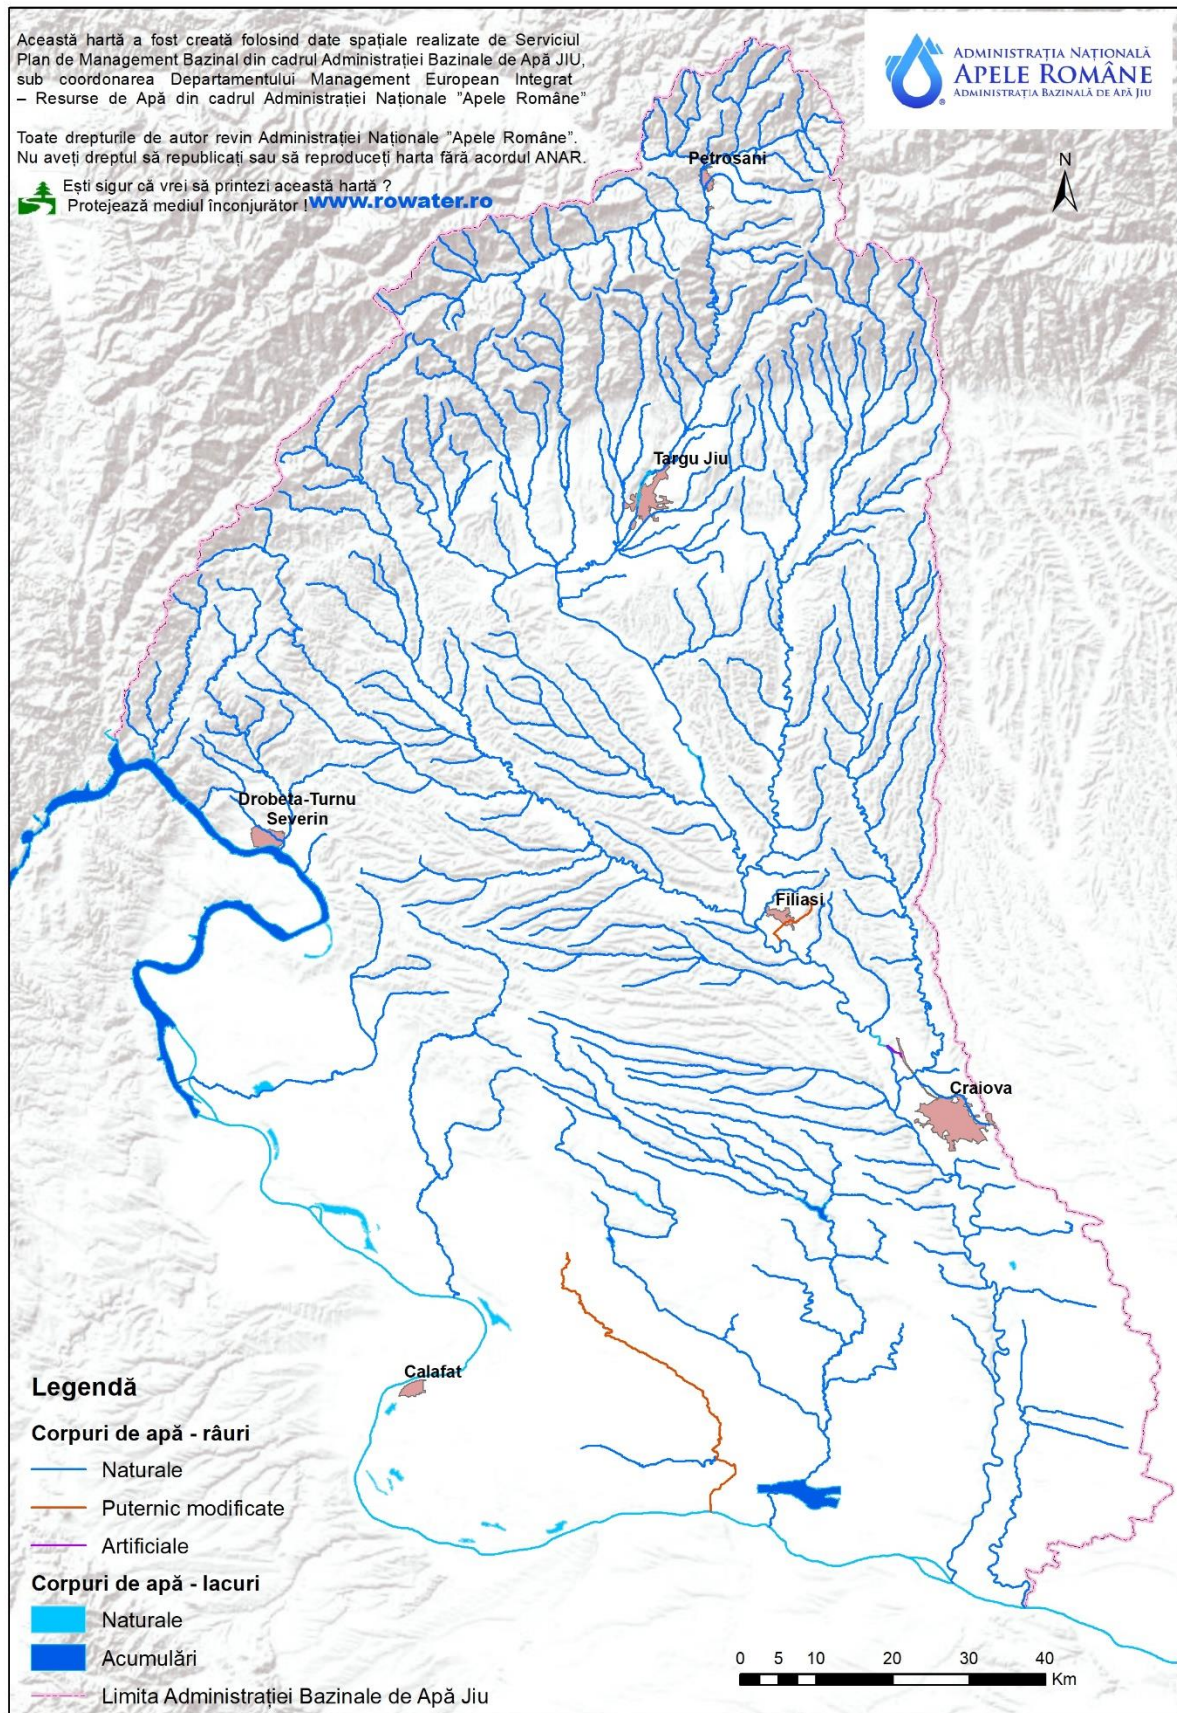 Această hartă a fost creată folosind date spațiale realizate de Serviciul
Plan de Management Bazinal din cadrul Administrației Bazinale de Apă JIU,
sub coordonarea Departamentului Management European Integrat
– Resurse de Apă din cadrul Administrației Naționale "Apele Române"
Toate drepturile de autor revin Administrației Naționale "Apele Române".
Nu aveți dreptul să republicați sau să reproduceți harta fără acordul ANAR.
Ești sigur că vrei să printezi această hartă ?
Protejează mediul înconjurător ! www.rowater.ro
ADMINISTRAȚIA NAȚIONALĂ
APELE ROMÂNE
ADMINISTRAȚIA BAZINALĂ DE APĂ JIU
®
N
Petrosani
Targu Jiu
Drobeta-Turnu
Severin
Filiasi
Craiova
Calafat
Legendă
Corpuri de apă - râuri
Naturale
Puternic modificate
Artificiale
Corpuri de apă - lacuri
Naturale
Acumulări
Limita Administrației Bazinale de Apă Jiu
0 5 10 20 30 40
Km